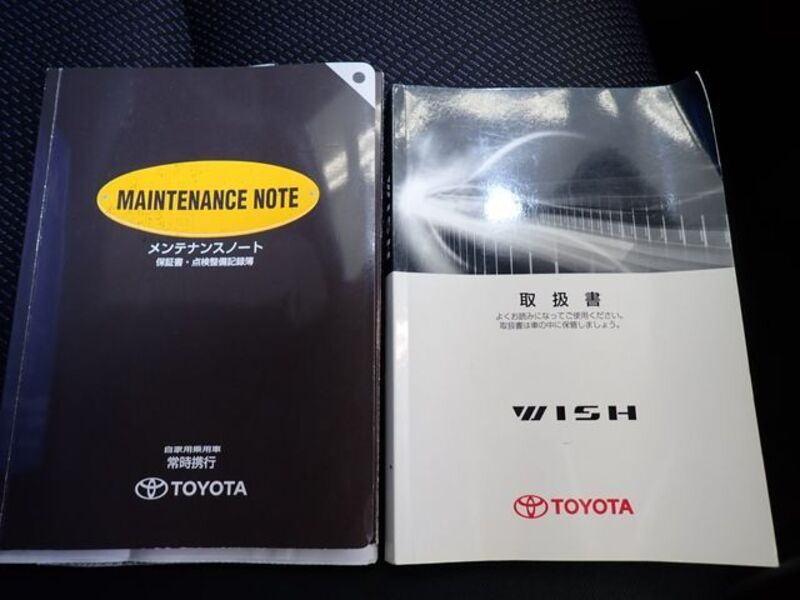 MAINTENANCE NOTE
メンテナンスノート
保証書・点検整備記録簿
自家用乗用車
常時携行
TOYOTA
取扱書
よくお読みになってご使用ください。
取扱書は車の中に保管しましょう。
WISH
TOYOTA